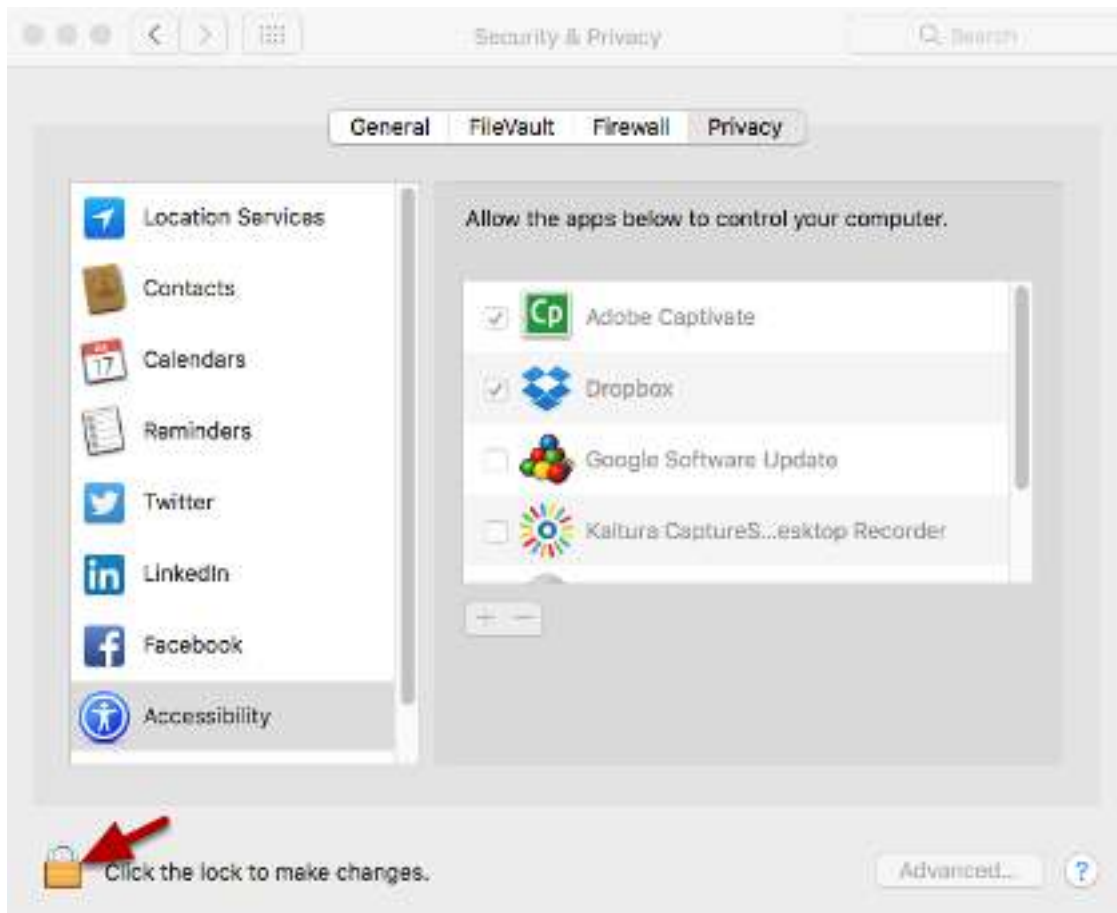 Security & Privacy
Search
General FileVault Firewall Privacy
Location Services
Contacts
Calendars
Reminders
Twitter
LinkedIn
Facebook
Accessibility
Allow the apps below to control your computer.
Cp Adobe Captivate
Dropbox
Google Software Update
Kaltura CaptureS...esktop Recorder
+ −
Click the lock to make changes.
Advanced...
?